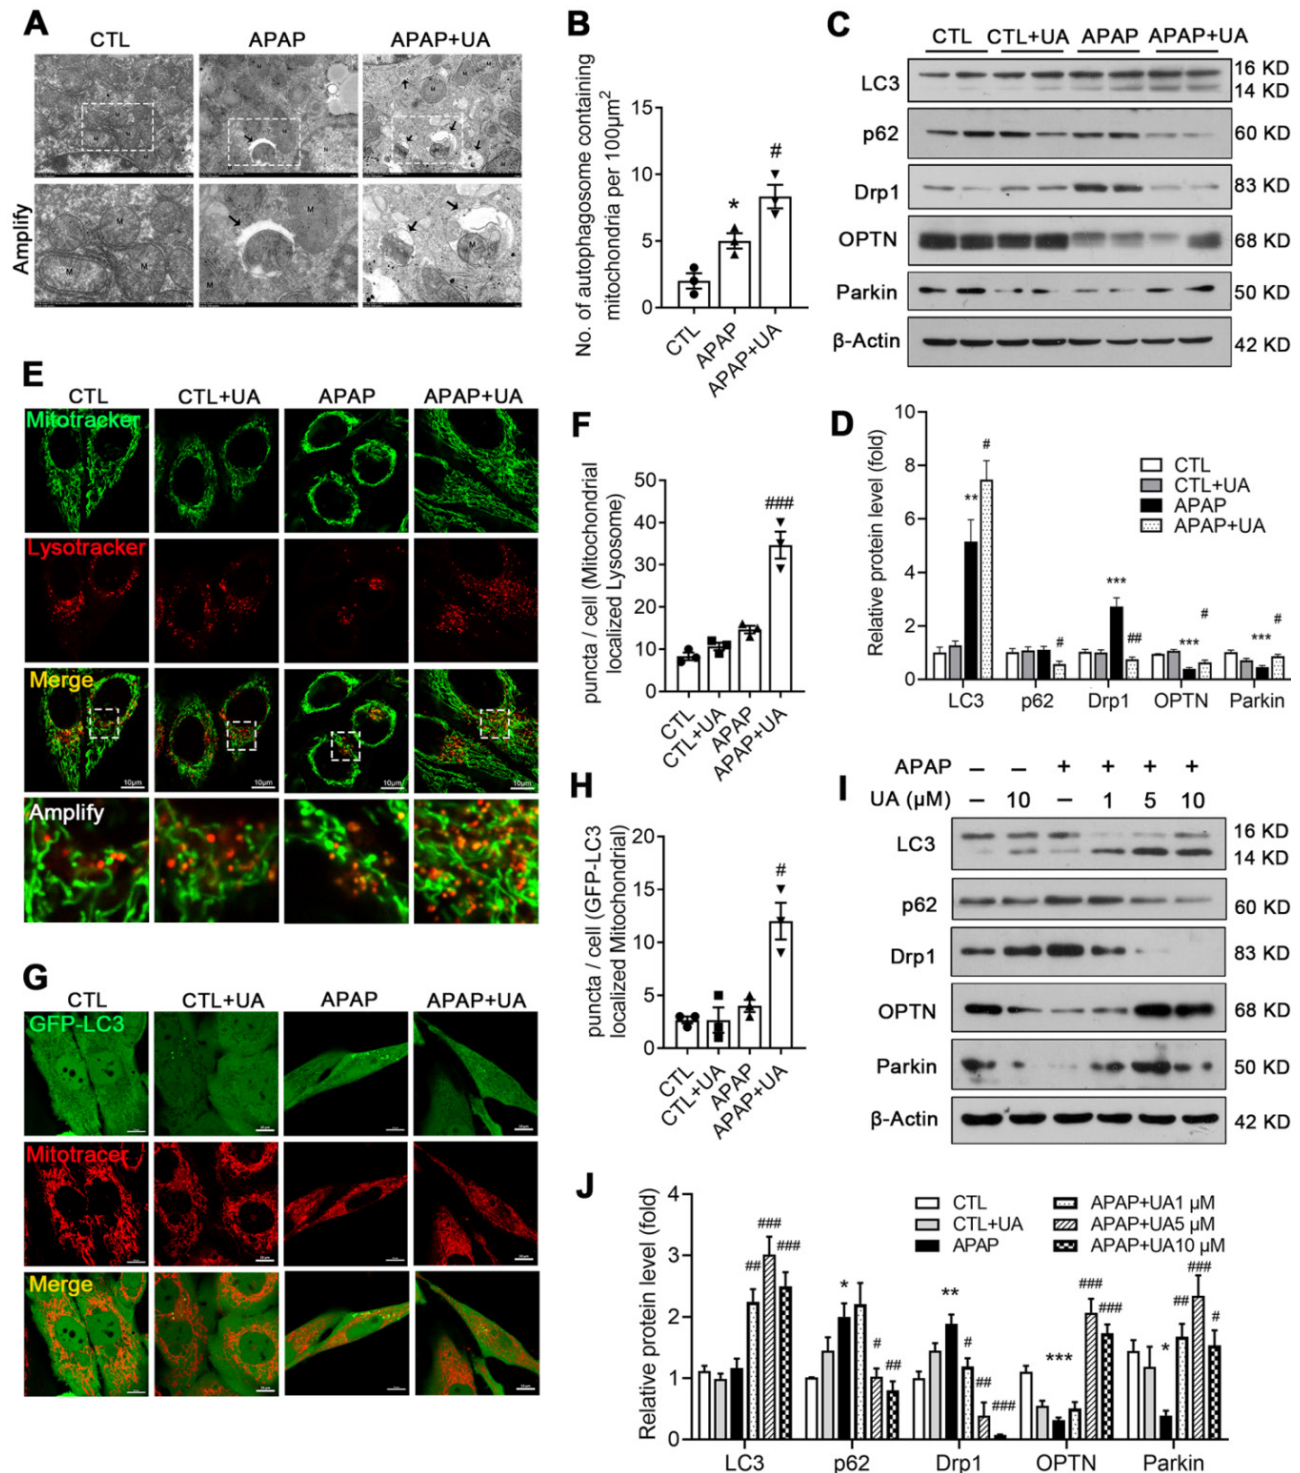 A
CTL
APAP
APAP+UA
Amplify
B
No. of autophagosome containing
mitochondria per 100µm²
15
10
5
0
*
#
CTL
APAP
APAP+UA
C
CTL
CTL+UA
APAP
APAP+UA
LC3
16 KD
14 KD
p62
60 KD
Drp1
83 KD
OPTN
68 KD
Parkin
50 KD
β-Actin
42 KD
E
CTL
CTL+UA
APAP
APAP+UA
Mitotracker
Lysotracker
Merge
10µm
10µm
10µm
10µm
Amplify
F
puncta / cell (Mitochondrial
localized Lysosome)
50
40
30
20
10
0
###
CTL
CTL+UA
APAP
APAP+UA
D
Relative protein level (fold)
10
8
6
4
2
0
CTL
CTL+UA
APAP
APAP+UA
**
#
#
***
##
***
#
***
#
LC3
p62
Drp1
OPTN
Parkin
G
CTL
CTL+UA
APAP
APAP+UA
GFP-LC3
Mitotracer
Merge
H
puncta / cell (GFP-LC3
localized Mitochondrial)
20
15
10
5
0
#
CTL
CTL+UA
APAP
APAP+UA
I
APAP − − + + + +
UA (µM) − 10 − 1 5 10
LC3
16 KD
14 KD
p62
60 KD
Drp1
83 KD
OPTN
68 KD
Parkin
50 KD
β-Actin
42 KD
J
Relative protein level (fold)
4
3
2
1
0
CTL
CTL+UA
APAP
APAP+UA1 µM
APAP+UA5 µM
APAP+UA10 µM
##
###
###
*
#
##
**
#
##
###
***
###
###
*
##
###
#
LC3
p62
Drp1
OPTN
Parkin